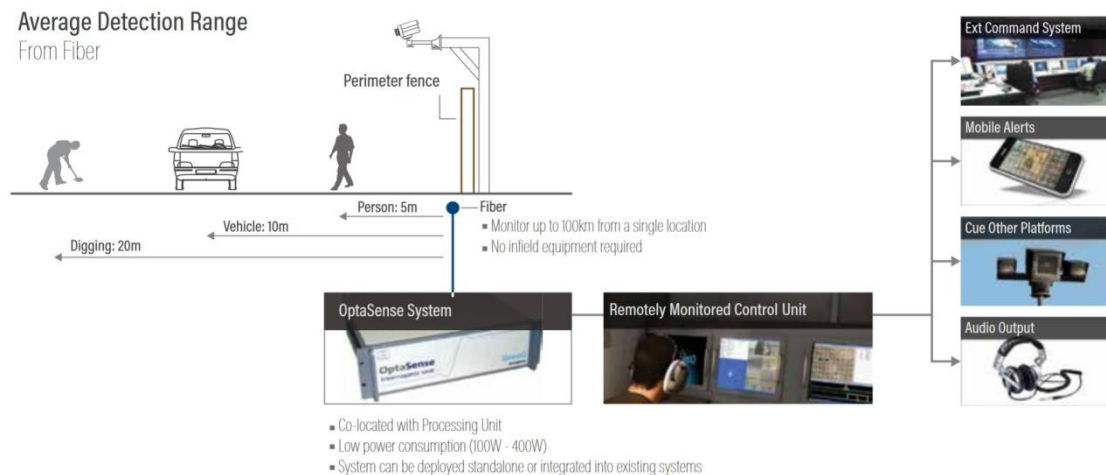 Average Detection Range
From Fiber
Perimeter fence
Person: 5m
Vehicle: 10m
Digging: 20m
Fiber
▪ Monitor up to 100km from a single location
▪ No infield equipment required
OptaSense System
OptaSense
▪ Co-located with Processing Unit
▪ Low power consumption (100W - 400W)
▪ System can be deployed standalone or integrated into existing systems
Remotely Monitored Control Unit
Ext Command System
Mobile Alerts
Cue Other Platforms
Audio Output